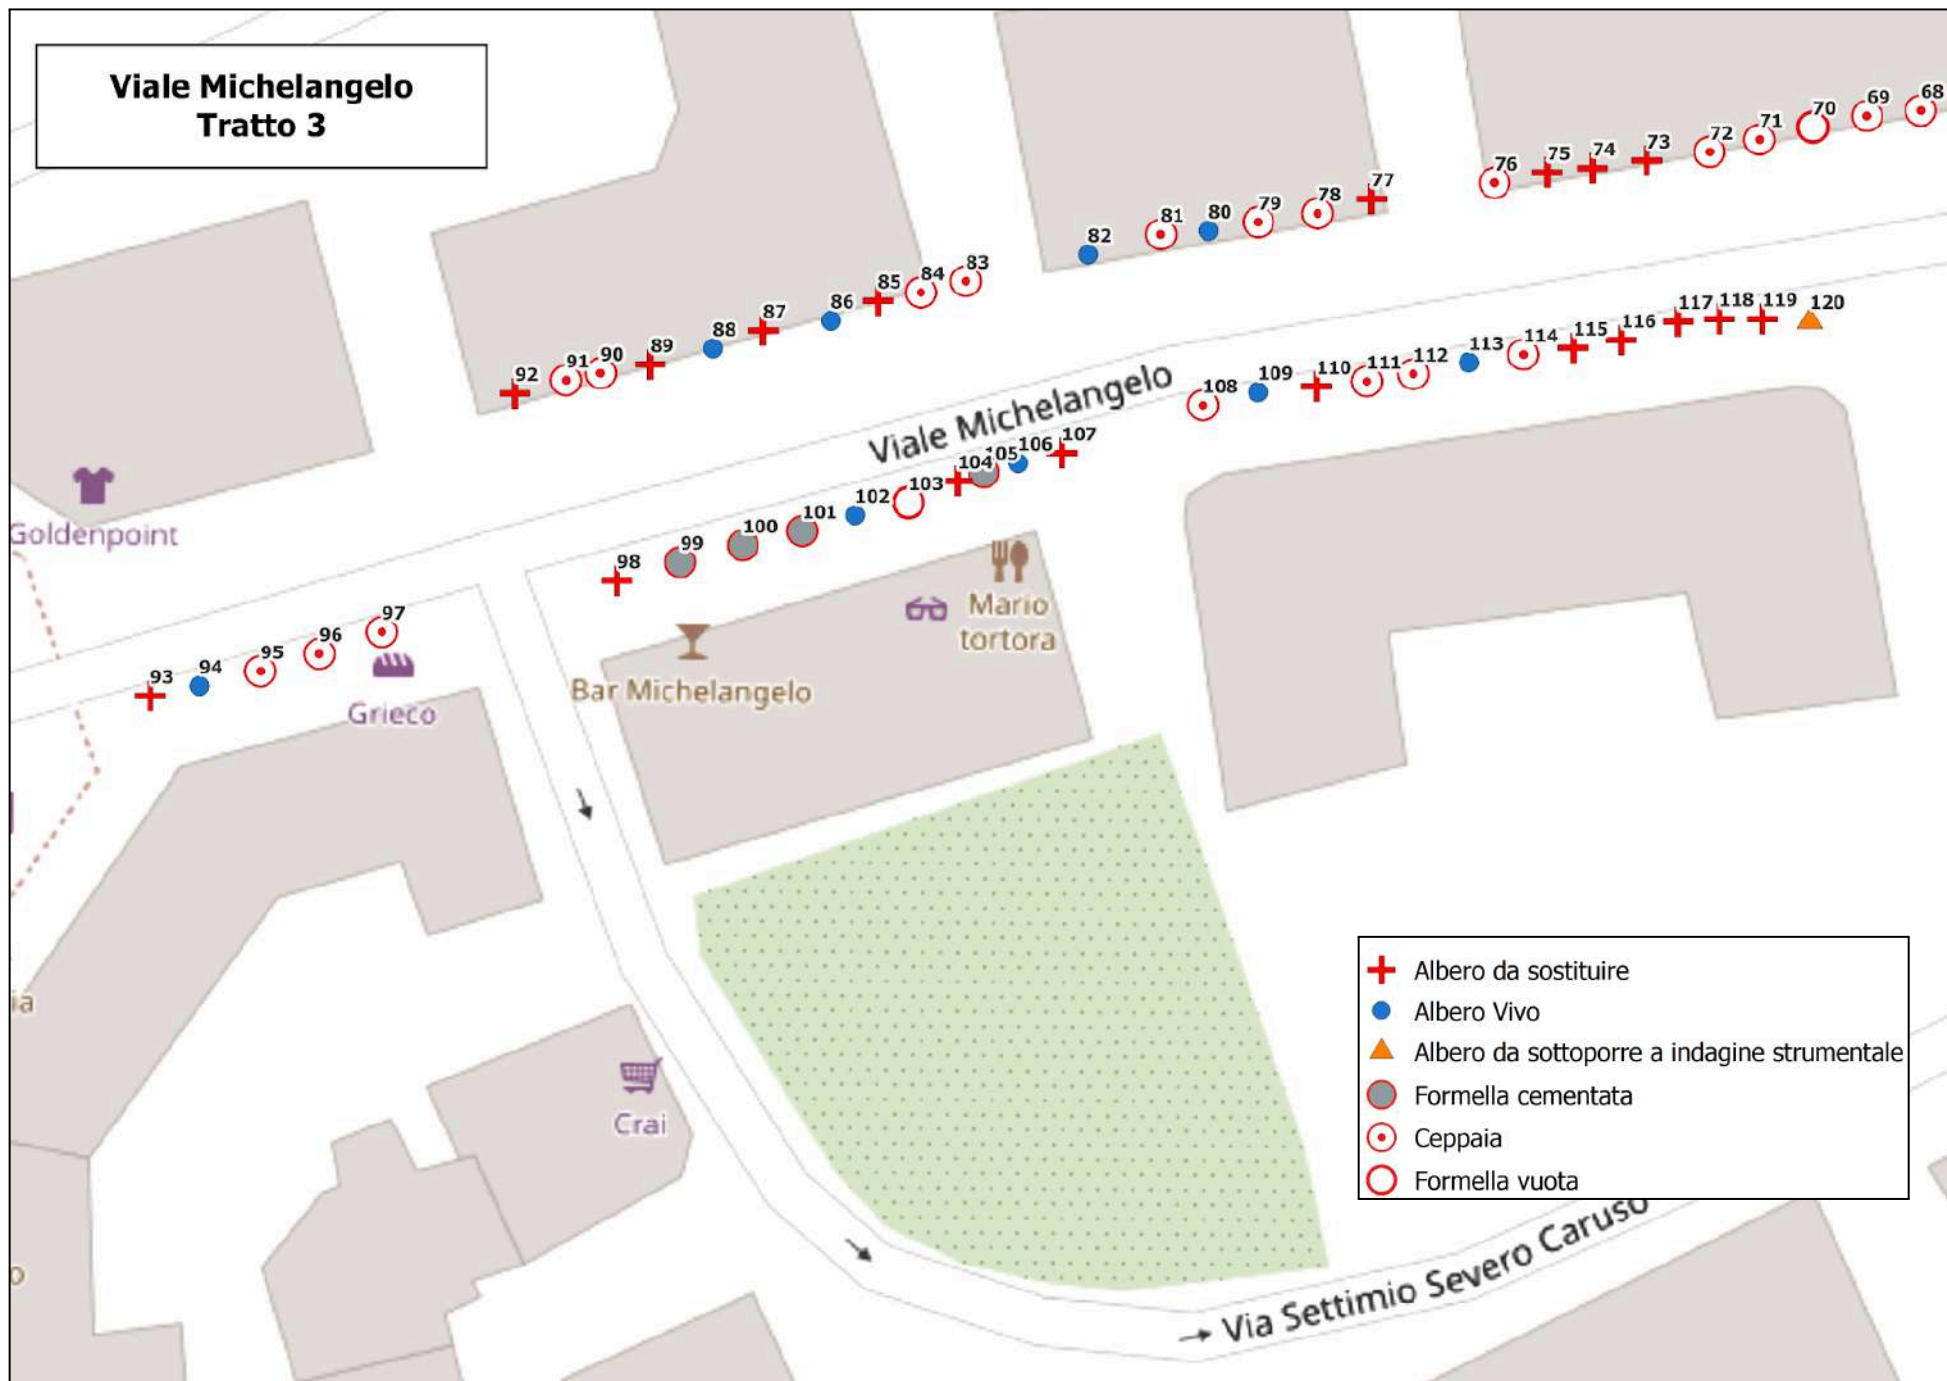 Viale Michelangelo
Tratto 3
68
69
70
71
72
73
74
75
76
77
78
79
80
81
82
83
84
85
86
87
88
89
90
91
92
117 118 119 120
116
115
114
113
112
111
110
109
108
Viale Michelangelo
107
106
105
104
103
102
101
100
99
98
Goldenpoint
97
96
95
94
93
Grieco
Mario
tortora
Bar Michelangelo
ia
Crai
o
Albero da sostituire
Albero Vivo
Albero da sottoporre a indagine strumentale
Formella cementata
Ceppaia
Formella vuota
→ Via Settimio Severo Caruso